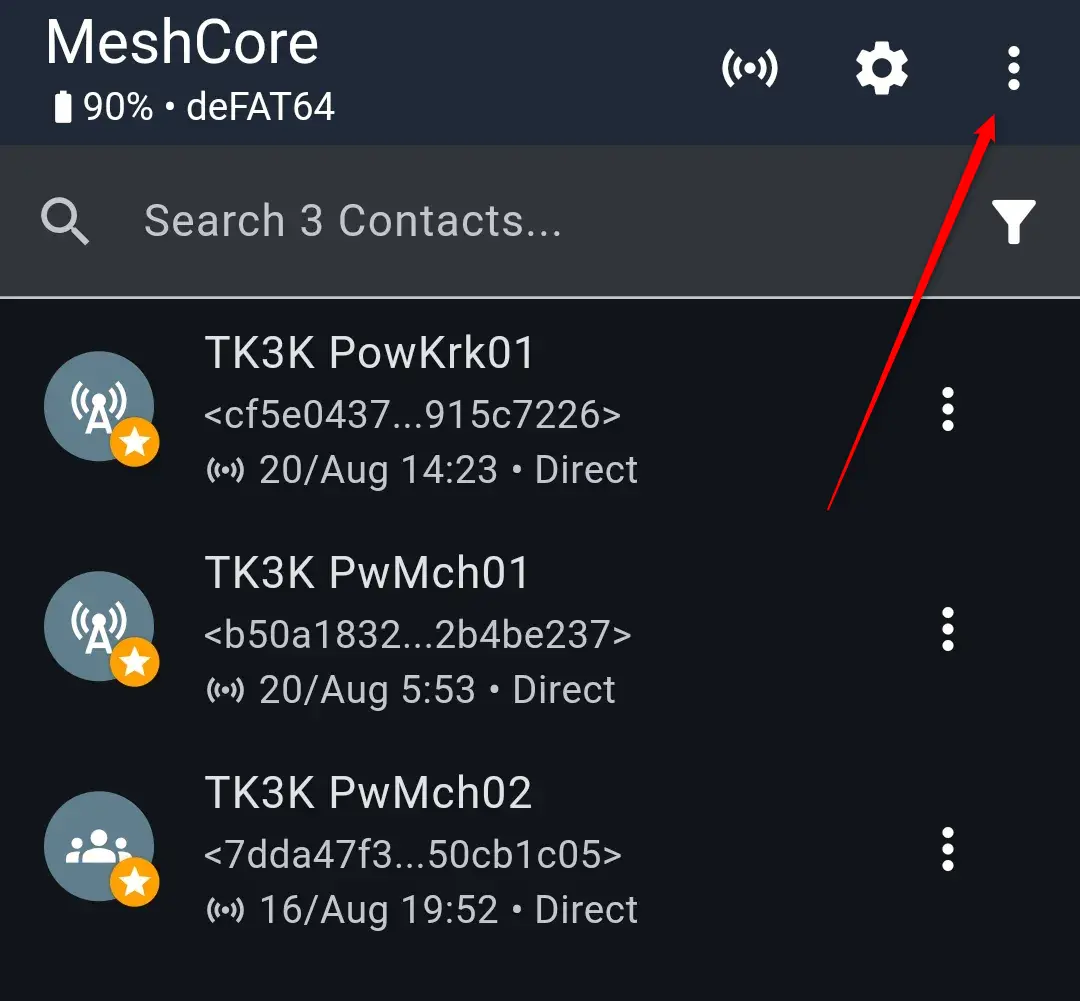 MeshCore
90% • deFAT64
Search 3 Contacts...
TK3K PowKrk01
<cf5e0437...915c7226>
20/Aug 14:23 • Direct
TK3K PwMch01
<b50a1832...2b4be237>
20/Aug 5:53 • Direct
TK3K PwMch02
<7dda47f3...50cb1c05>
16/Aug 19:52 • Direct